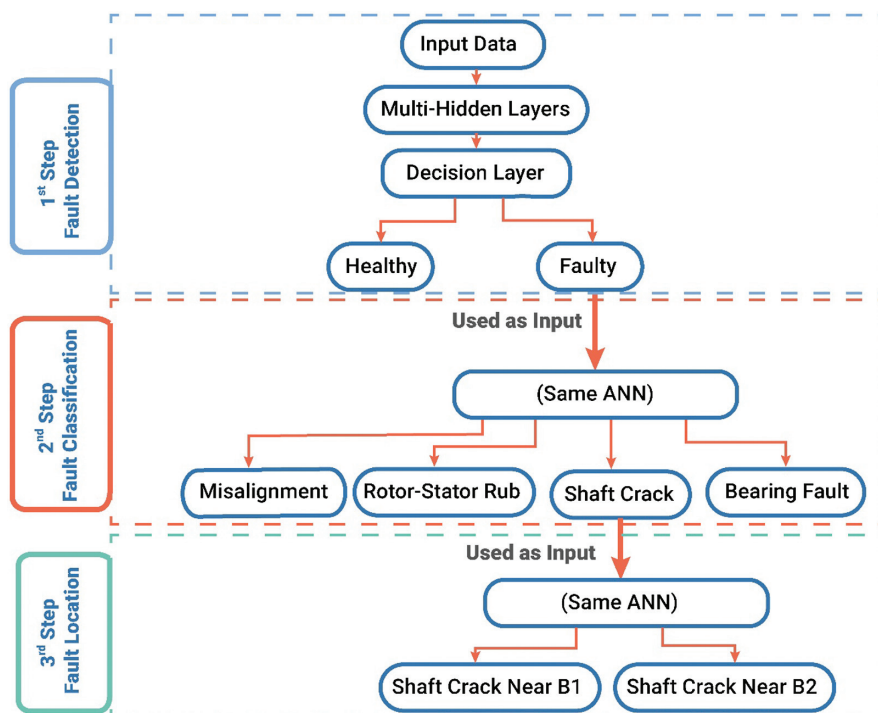 Input Data
Multi-Hidden Layers
Decision Layer
Healthy
Faulty
1st Step
Fault Detection
Used as Input
(Same ANN)
Misalignment
Rotor-Stator Rub
Shaft Crack
Bearing Fault
2nd Step
Fault Classification
Used as Input
(Same ANN)
Shaft Crack Near B1
Shaft Crack Near B2
3rd Step
Fault Location